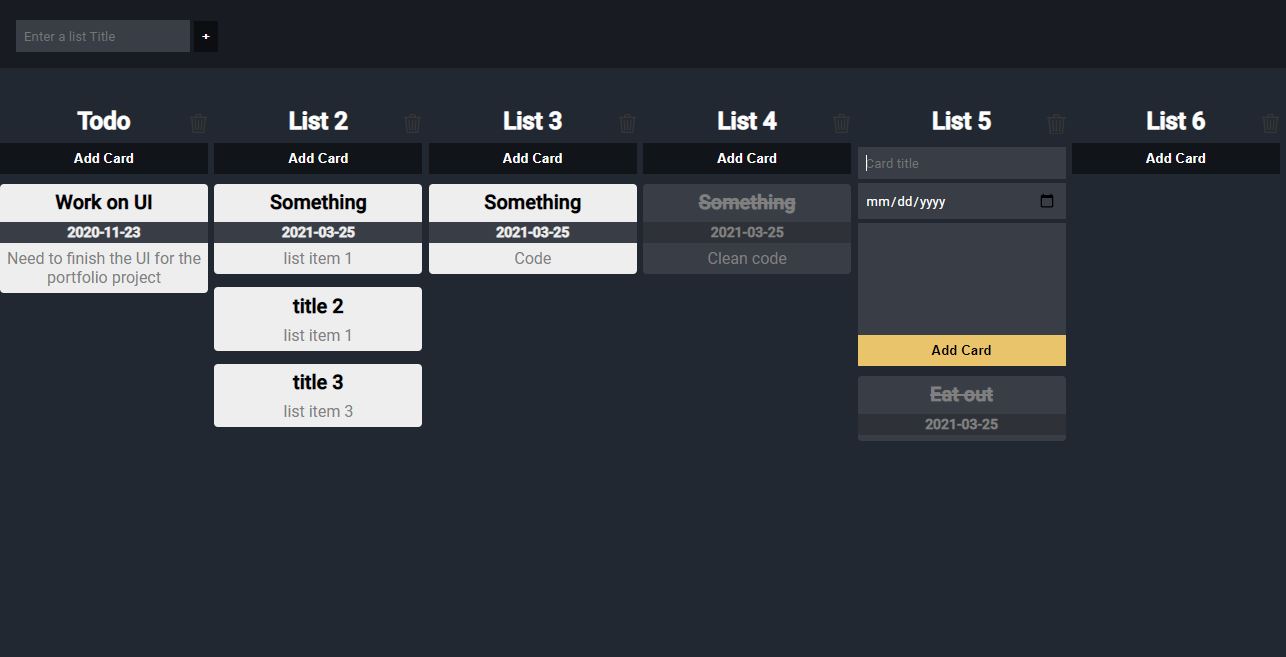 Enter a list Title
+
Todo
Add Card
Work on UI
2020-11-23
Need to finish the UI for the
portfolio project
List 2
Add Card
Something
2021-03-25
list item 1
title 2
list item 1
title 3
list item 3
List 3
Add Card
Something
2021-03-25
Code
List 4
Add Card
Something
2021-03-25
Clean code
List 5
Card title
mm/dd/yyyy
Add Card
Eat out
2021-03-25
List 6
Add Card